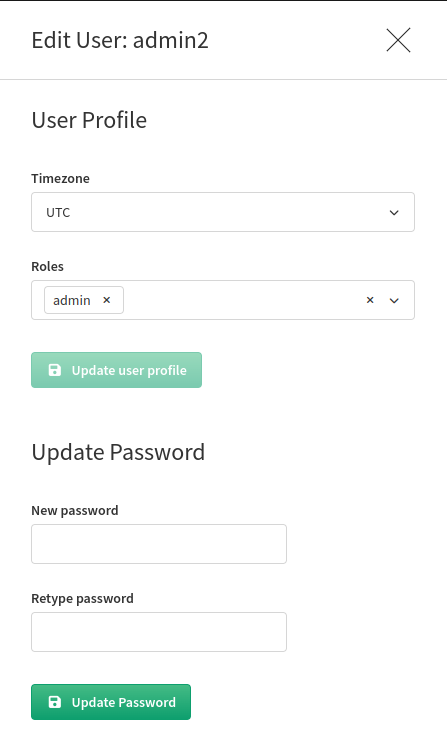 Edit User: admin2
User Profile
Timezone
UTC
Roles
admin
Update user profile
Update Password
New password
Retype password
Update Password